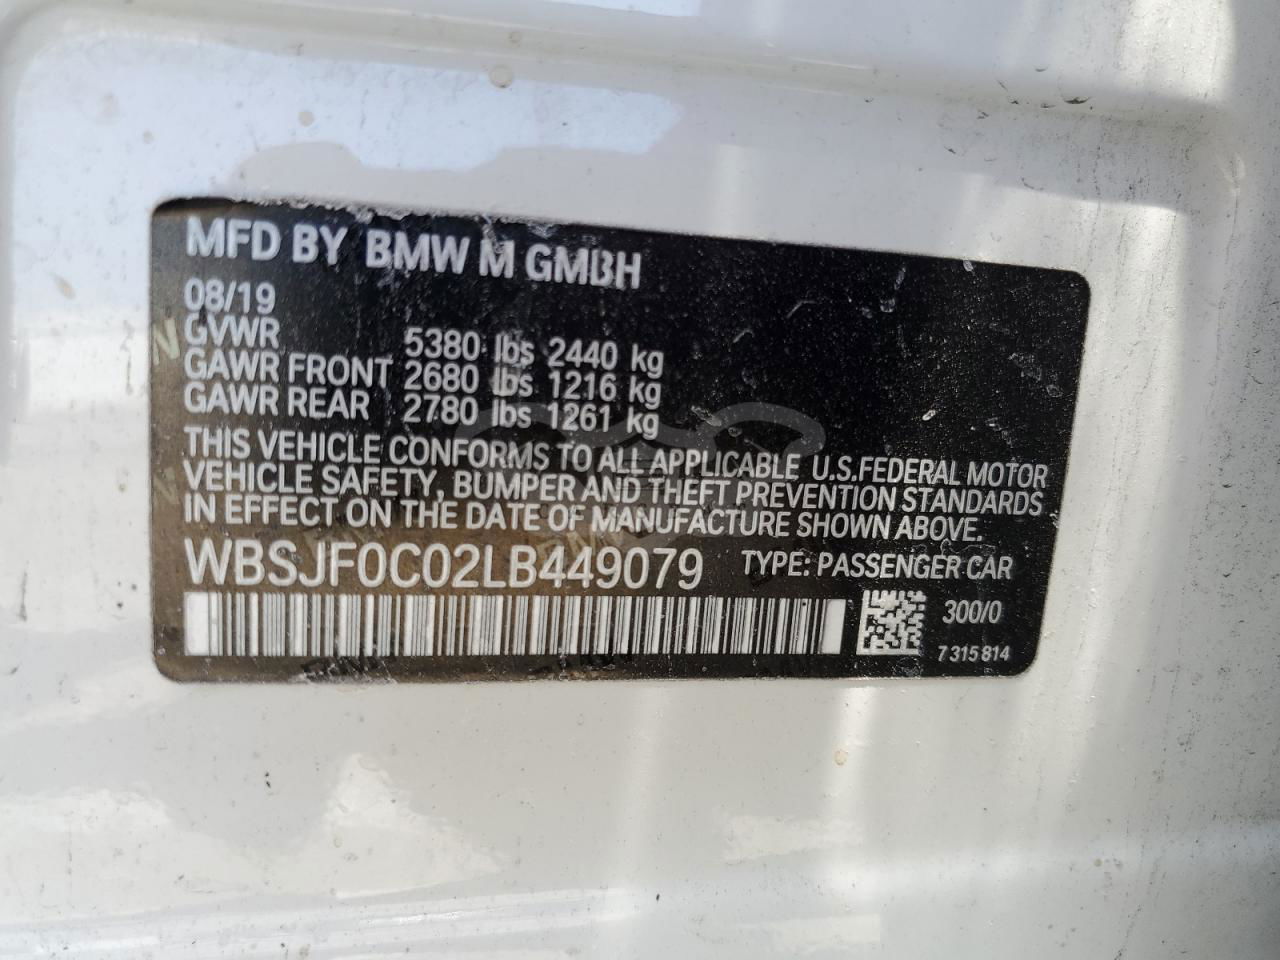 MFD BY BMW M GMBH
08/19
GVWR 5380 lbs 2440 kg
GAWR FRONT 2680 lbs 1216 kg
GAWR REAR 2780 lbs 1261 kg
THIS VEHICLE CONFORMS TO ALL APPLICABLE U.S.FEDERAL MOTOR
VEHICLE SAFETY, BUMPER AND THEFT PREVENTION STANDARDS
IN EFFECT ON THE DATE OF MANUFACTURE SHOWN ABOVE.
WBSJF0C02LB449079 TYPE: PASSENGER CAR
300/0
7 315 814